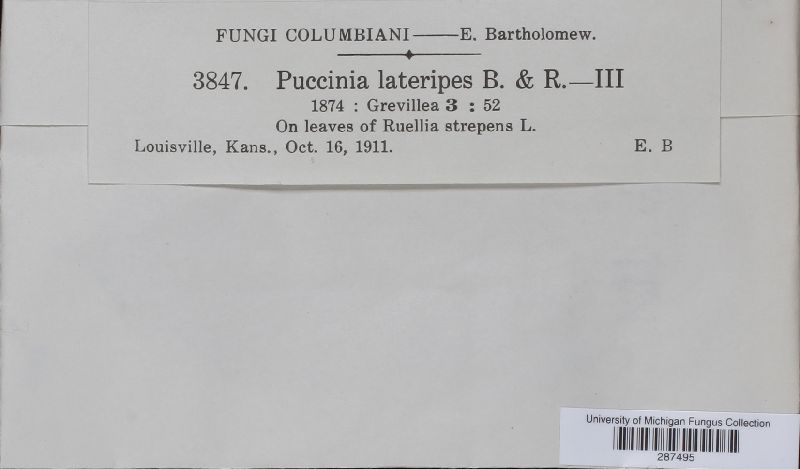 FUNGI COLUMBIANI——E. Bartholomew.
3847. Puccinia lateripes B. & R.—III
1874 : Grevillea 3 : 52
On leaves of Ruellia strepens L.
Louisville, Kans., Oct. 16, 1911. E. B
University of Michigan Fungus Collection
287495